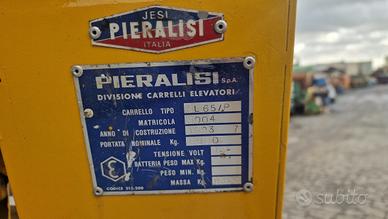 JESI
PIERALISI
ITALIA
PIERALISI S.p.A.
DIVISIONE CARRELLI ELEVATORI
CARRELLO TIPO L 65/P
MATRICOLA 004
ANNO DI COSTRUZIONE
PORTATA NOMINALE Kg.
TENSIONE VOLT
BATTERIA PESO MAX Kg.
PESO MIN. Kg.
MASSA Kg.
CODICE
subito